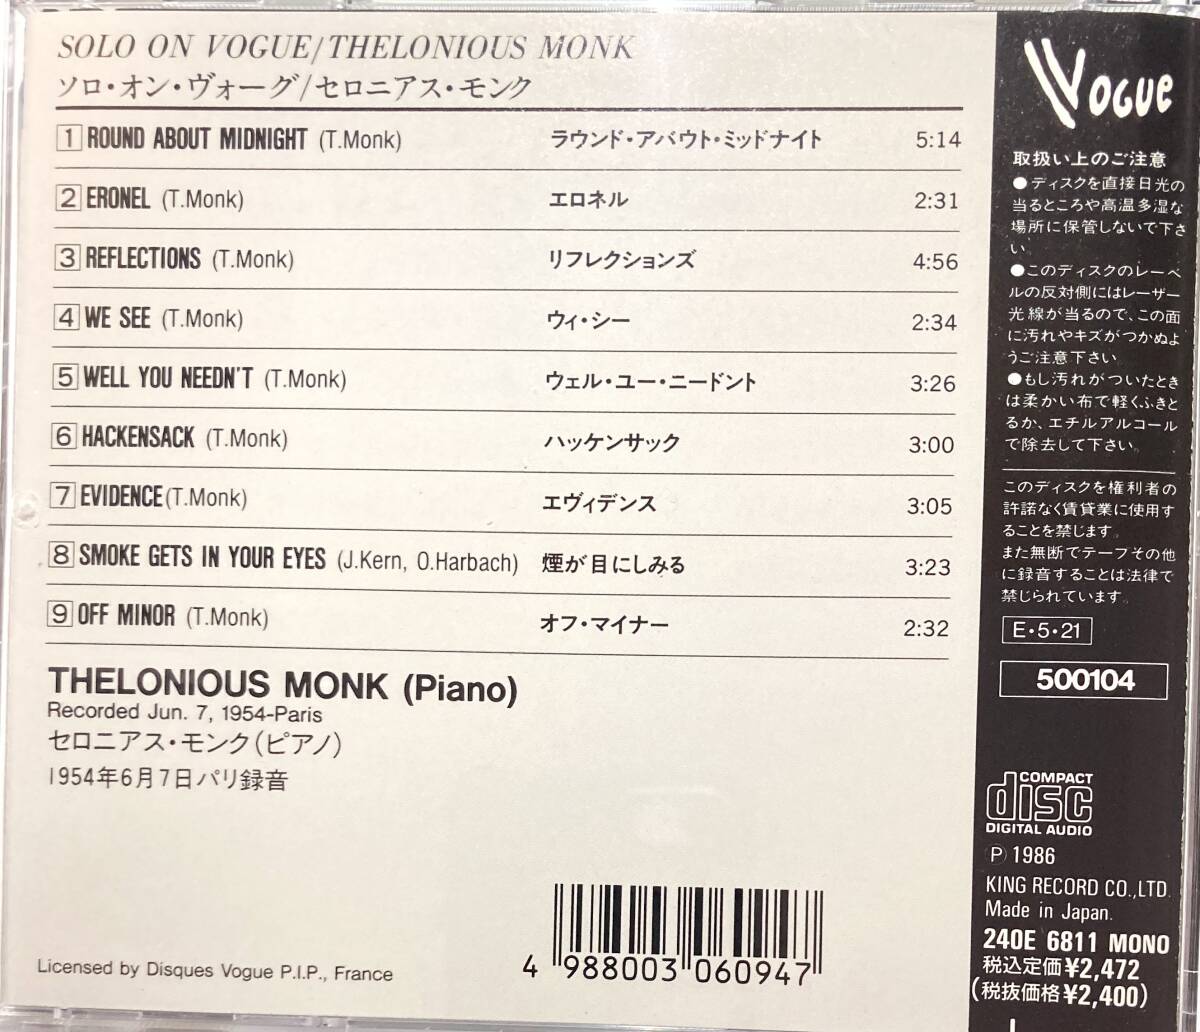 SOLO ON VOGUE/THELONIOUS MONK
ソロ・オン・ヴォーグ/セロニアス・モンク
1 ROUND ABOUT MIDNIGHT (T.Monk) ラウンド・アバウト・ミッドナイト 5:14
2 ERONEL (T.Monk) エロネル 2:31
3 REFLECTIONS (T.Monk) リフレクションズ 4:56
4 WE SEE (T.Monk) ウィ・シー 2:34
5 WELL YOU NEEDN'T (T.Monk) ウェル・ユー・ニードント 3:26
6 HACKENSACK (T.Monk) ハッケンサック 3:00
7 EVIDENCE(T.Monk) エヴィデンス 3:05
8 SMOKE GETS IN YOUR EYES (J.Kern, O.Harbach) 煙が目にしみる 3:23
9 OFF MINOR (T.Monk) オフ・マイナー 2:32
THELONIOUS MONK (Piano)
Recorded Jun. 7, 1954-Paris
セロニアス・モンク(ピアノ)
1954年6月7日パリ録音
Licensed by Disques Vogue P.I.P., France
4 988003 060947
VOGUE
取扱い上のご注意
●ディスクを直接日光の
当るところや高温多湿な
場所に保管しないで下さ
い
●このディスクのレーベ
ルの反対側にはレーザー
光線が当るので、この面
に汚れやキズがつかぬよ
うご注意下さい
●もし汚れがついたとき
は柔かい布で軽くふきと
るか、エチルアルコール
で除去して下さい。
このディスクを権利者の
許諾なく賃貸業に使用す
ることを禁じます。
また無断でテープその他
に録音することは法律で
禁じられています。
E・5・21
500104
COMPACT
disc
DIGITAL AUDIO
Ⓟ 1986
KING RECORD CO.,LTD.
Made in Japan.
240E 6811 MONO
税込定価¥2,472
(税抜価格¥2,400)